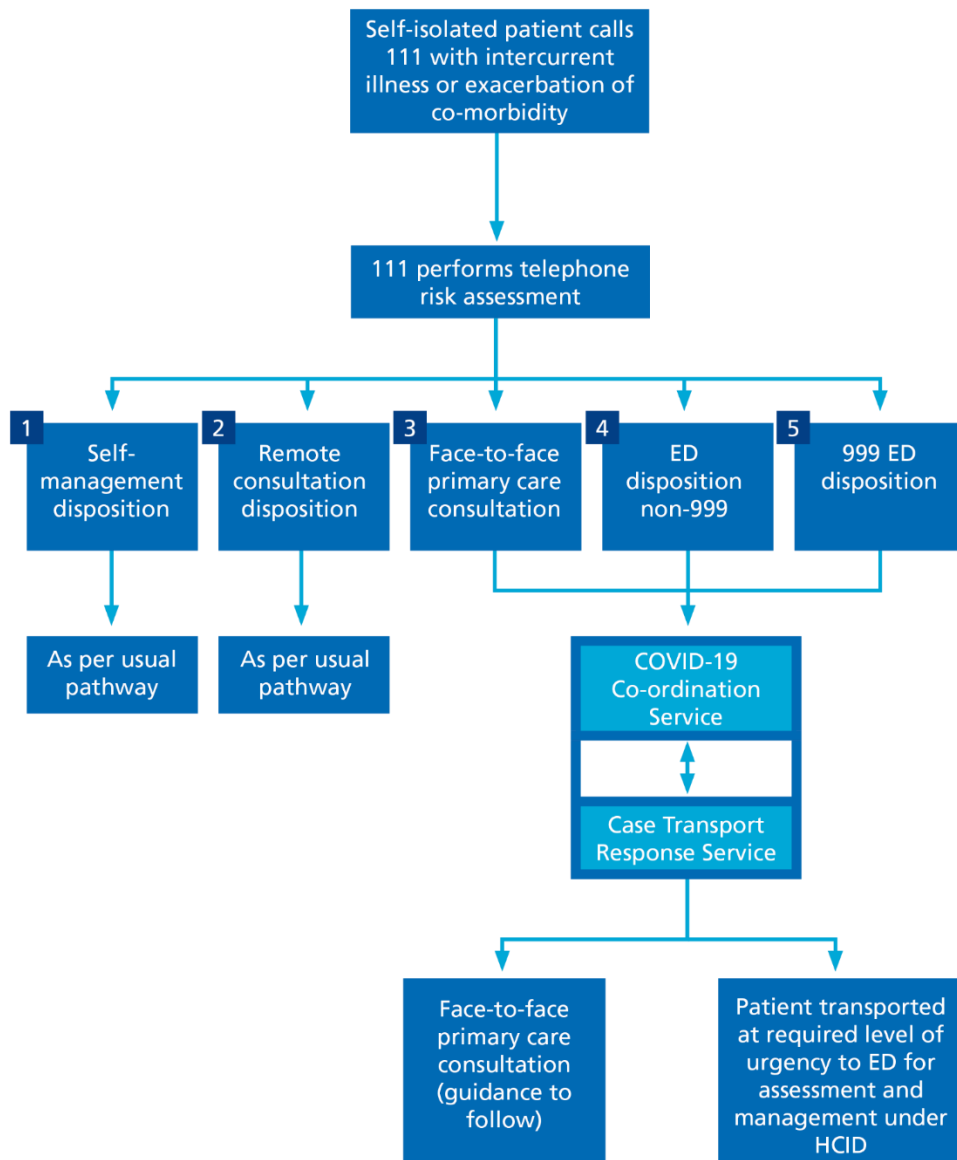 Self-isolated patient calls
111 with intercurrent
illness or exacerbation of
co-morbidity
111 performs telephone
risk assessment
1
Self-
management
disposition
2
Remote
consultation
disposition
3
Face-to-face
primary care
consultation
4
ED
disposition
non-999
5
999 ED
disposition
As per usual
pathway
As per usual
pathway
COVID-19
Co-ordination
Service
Case Transport
Response Service
Face-to-face
primary care
consultation
(guidance to
follow)
Patient transported
at required level of
urgency to ED for
assessment and
management under
HCID